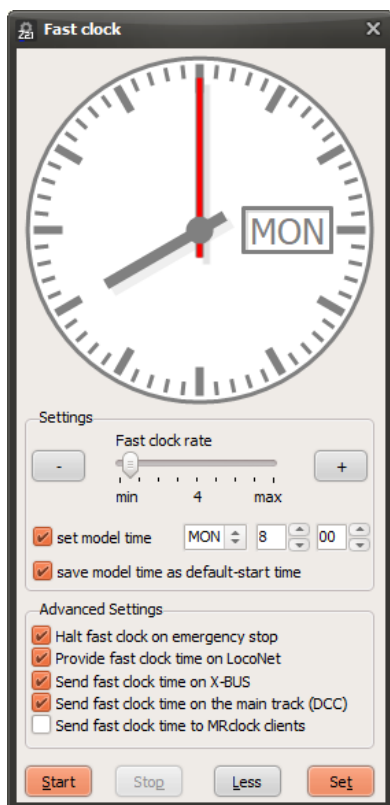 Z21 Fast clock
MON
Settings
Fast clock rate
- +
min 4 max
set model time MON 8 00
save model time as default-start time
Advanced Settings
Halt fast clock on emergency stop
Provide fast clock time on LocoNet
Send fast clock time on X-BUS
Send fast clock time on the main track (DCC)
Send fast clock time to MRclock clients
Start Stop Less Set